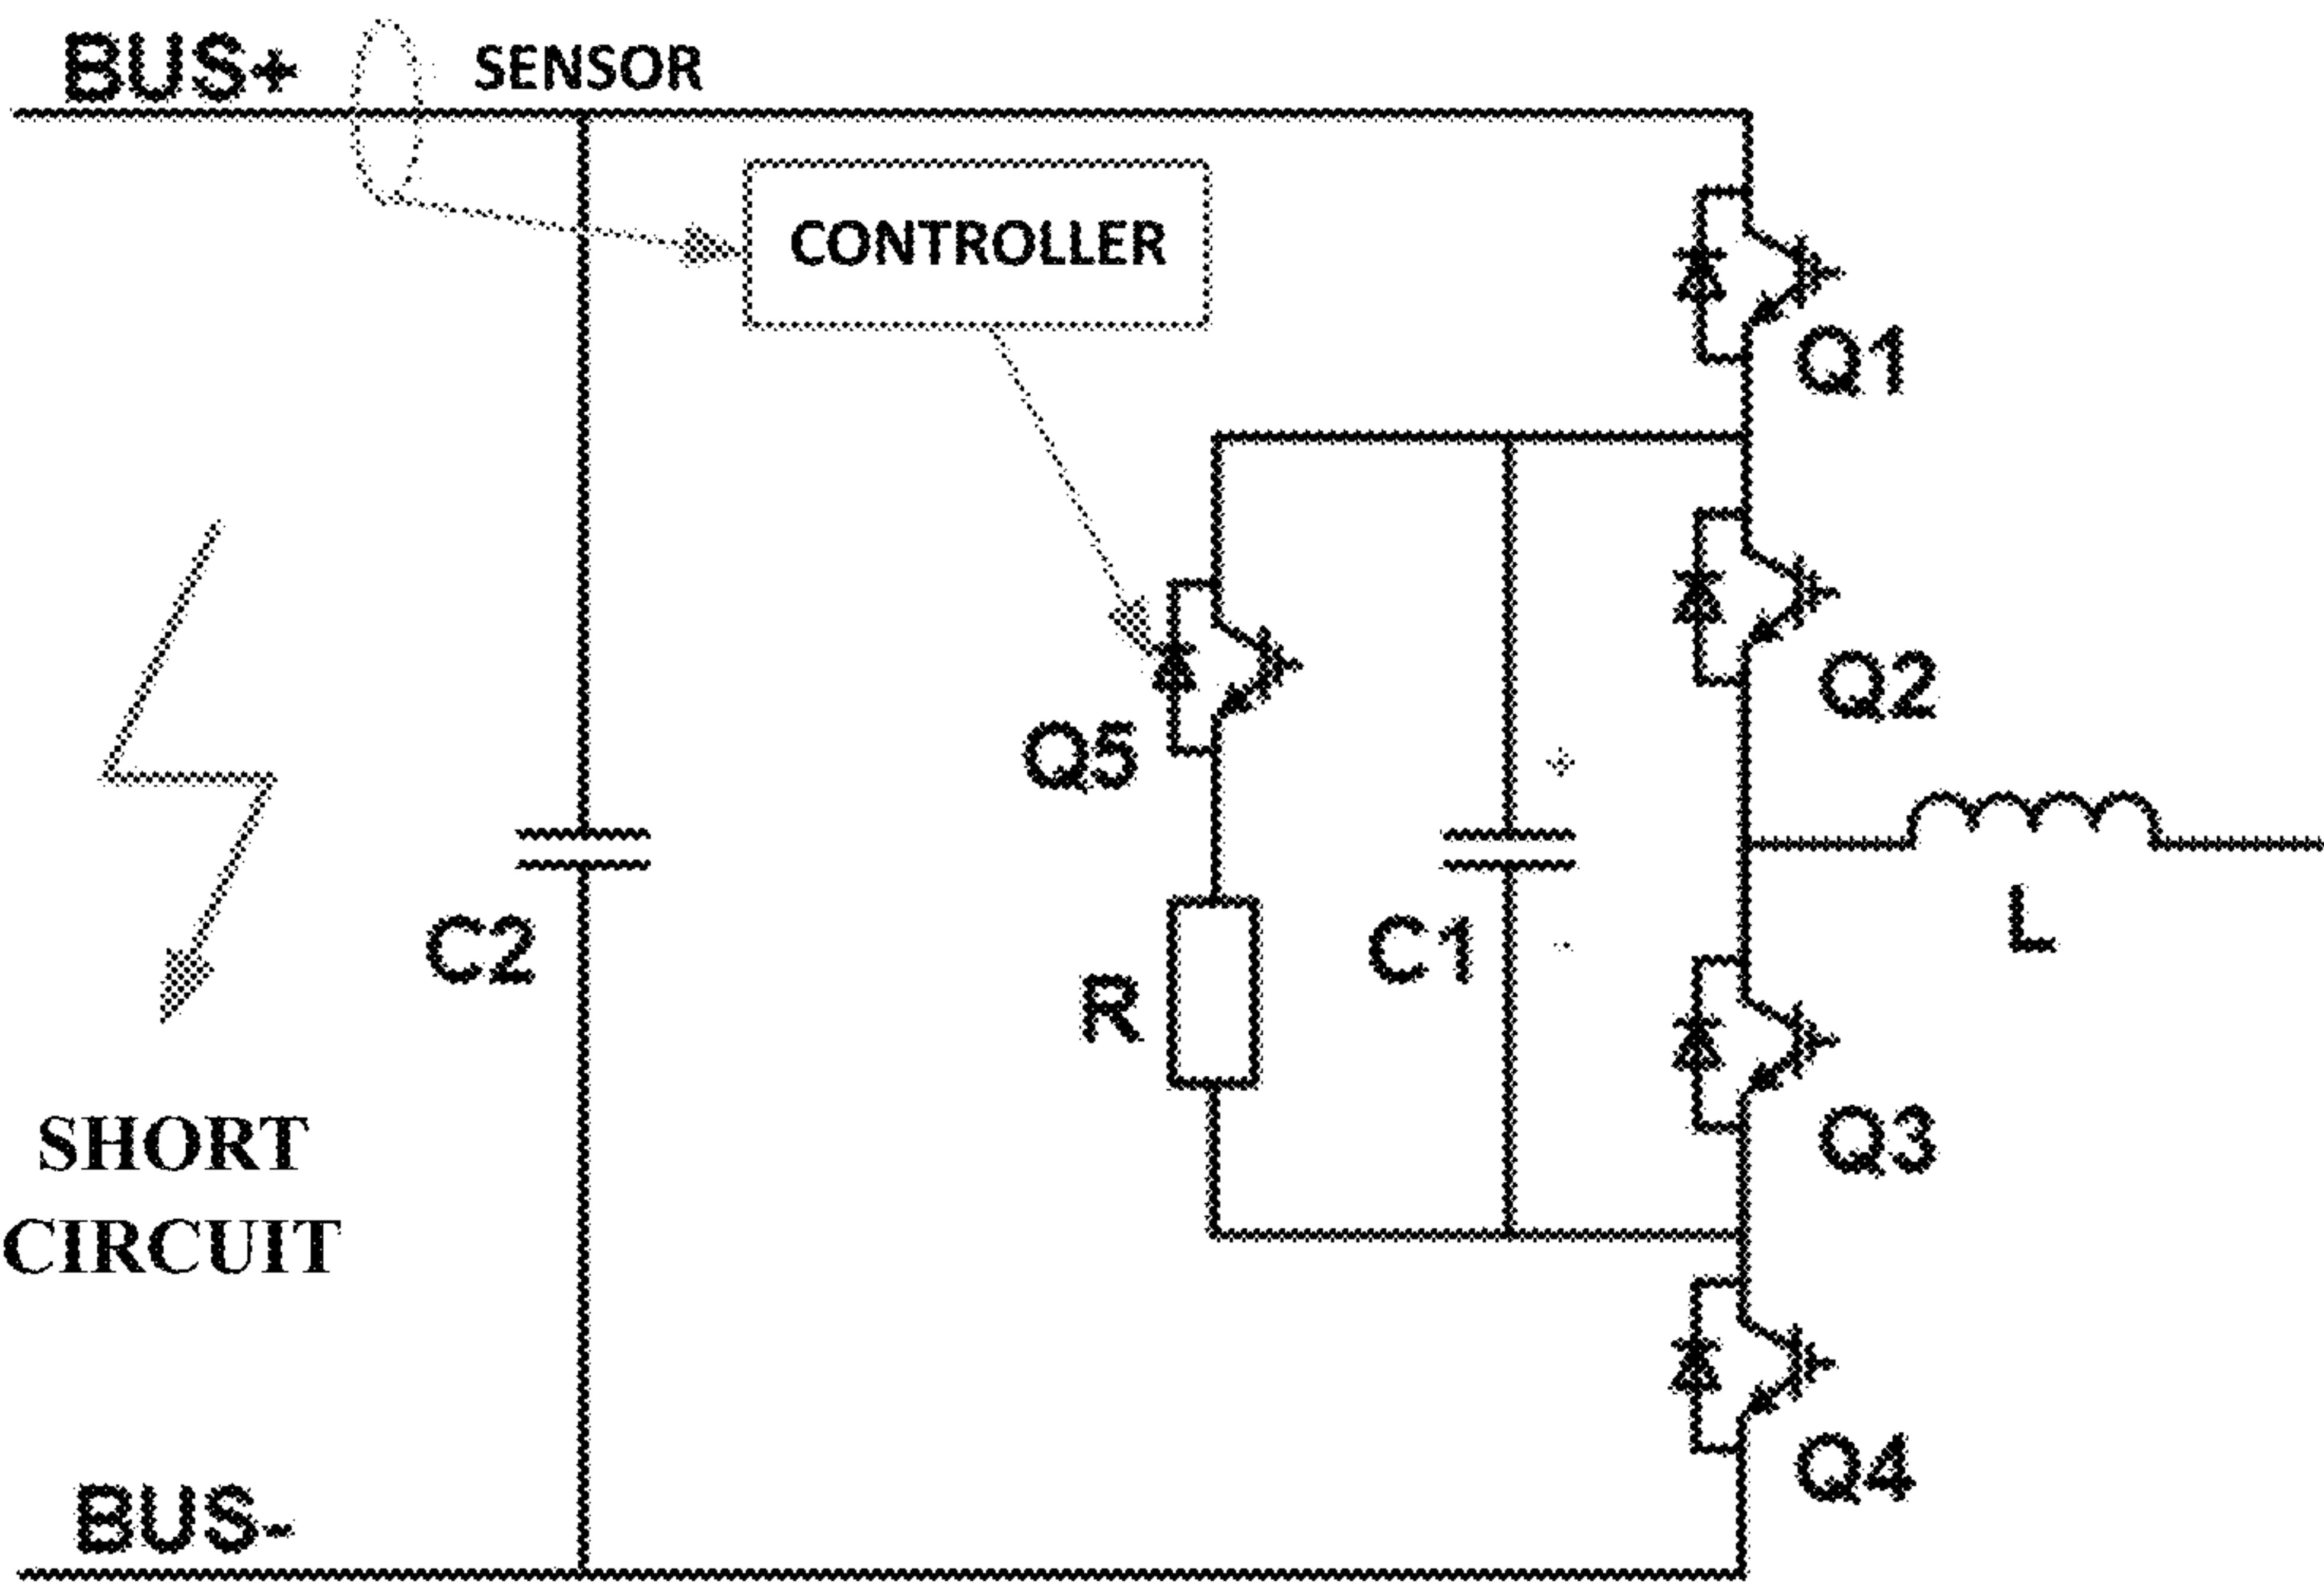 BUS+
SENSOR
CONTROLLER
Q1
Q2
Q5
+
C2
C1
-
L
R
SHORT
CIRCUIT
Q3
Q4
BUS-